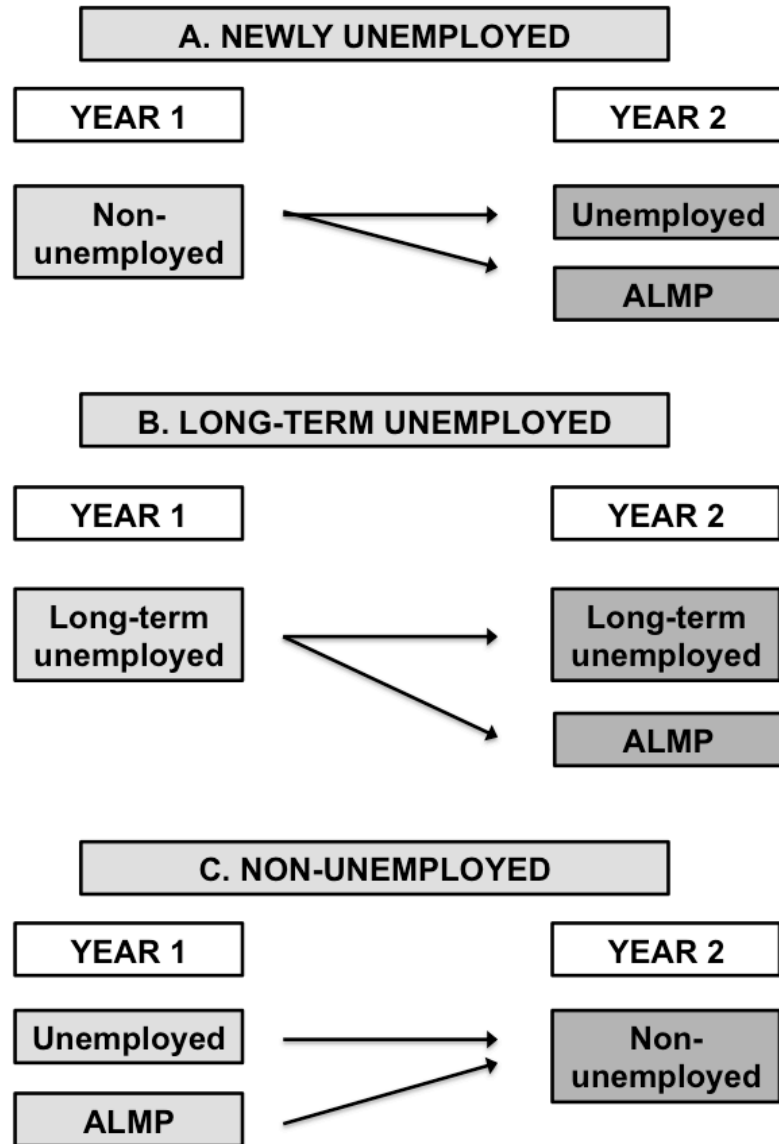 A. NEWLY UNEMPLOYED
YEAR 1
YEAR 2
Non-
unemployed
Unemployed
ALMP
B. LONG-TERM UNEMPLOYED
YEAR 1
YEAR 2
Long-term
unemployed
Long-term
unemployed
ALMP
C. NON-UNEMPLOYED
YEAR 1
YEAR 2
Unemployed
ALMP
Non-
unemployed